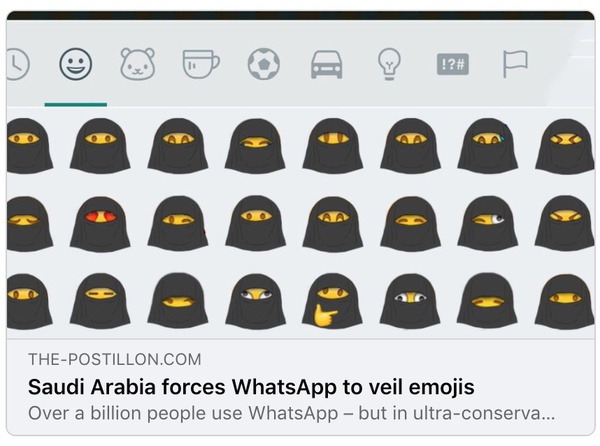 !?#
THE-POSTILLON.COM
Saudi Arabia forces WhatsApp to veil emojis
Over a billion people use WhatsApp – but in ultra-conserva...